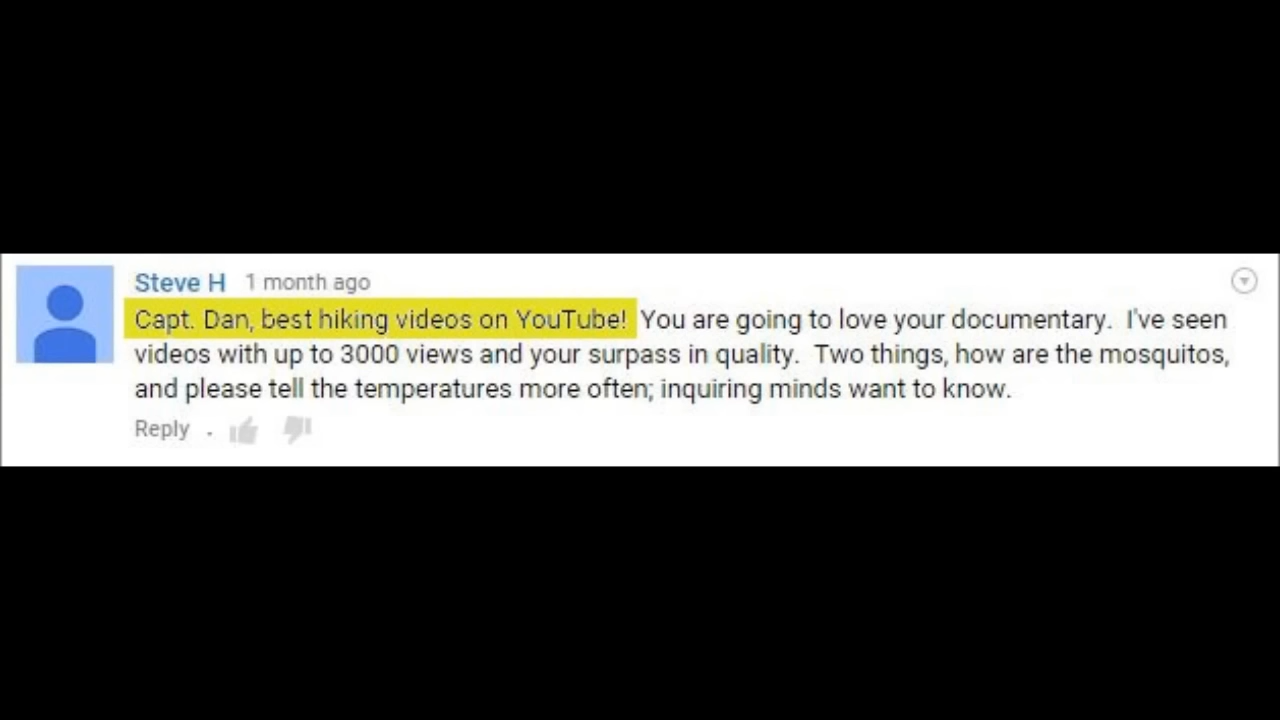 Steve H 1 month ago
Capt. Dan, best hiking videos on YouTube! You are going to love your documentary. I've seen
videos with up to 3000 views and your surpass in quality. Two things, how are the mosquitos,
and please tell the temperatures more often; inquiring minds want to know.
Reply .